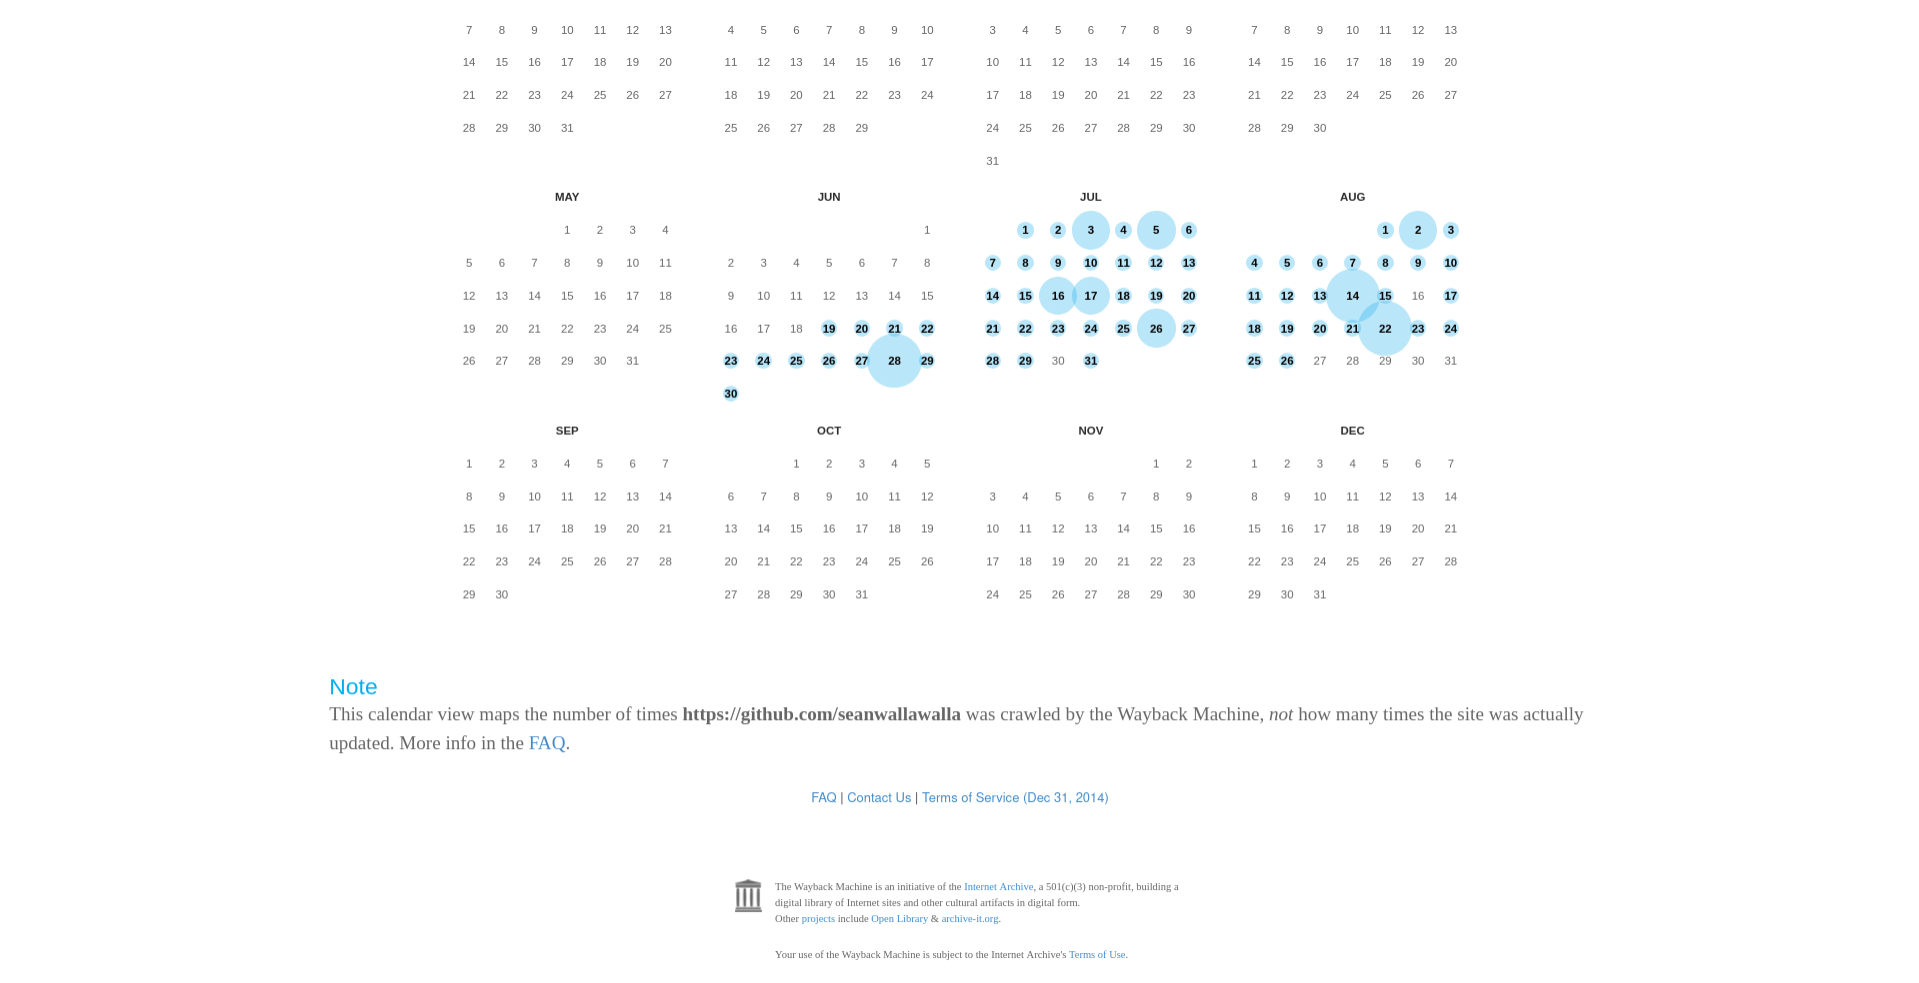 7 8 9 10 11 12 13 4 5 6 7 8 9 10 3 4 5 6 7 8 9 7 8 9 10 11 12 13
14 15 16 17 18 19 20 11 12 13 14 15 16 17 10 11 12 13 14 15 16 14 15 16 17 18 19 20
21 22 23 24 25 26 27 18 19 20 21 22 23 24 17 18 19 20 21 22 23 21 22 23 24 25 26 27
28 29 30 31 25 26 27 28 29 24 25 26 27 28 29 30 28 29 30
31
MAY JUN JUL AUG
1 2 3 4 1 1 2 3 4 5 6 1 2 3
5 6 7 8 9 10 11 2 3 4 5 6 7 8 7 8 9 10 11 12 13 4 5 6 7 8 9 10
12 13 14 15 16 17 18 9 10 11 12 13 14 15 14 15 16 17 18 19 20 11 12 13 14 15 16 17
19 20 21 22 23 24 25 16 17 18 19 20 21 22 21 22 23 24 25 26 27 18 19 20 21 22 23 24
26 27 28 29 30 31 23 24 25 26 27 28 29 28 29 30 31 25 26 27 28 29 30 31
30
SEP OCT NOV DEC
1 2 3 4 5 6 7 1 2 3 4 5 1 2 1 2 3 4 5 6 7
8 9 10 11 12 13 14 6 7 8 9 10 11 12 3 4 5 6 7 8 9 8 9 10 11 12 13 14
15 16 17 18 19 20 21 13 14 15 16 17 18 19 10 11 12 13 14 15 16 15 16 17 18 19 20 21
22 23 24 25 26 27 28 20 21 22 23 24 25 26 17 18 19 20 21 22 23 22 23 24 25 26 27 28
29 30 27 28 29 30 31 24 25 26 27 28 29 30 29 30 31
Note
This calendar view maps the number of times https://github.com/seanwallawalla was crawled by the Wayback Machine, not how many times the site was actually
updated. More info in the FAQ.
FAQ | Contact Us | Terms of Service (Dec 31, 2014)
The Wayback Machine is an initiative of the Internet Archive, a 501(c)(3) non-profit, building a
digital library of Internet sites and other cultural artifacts in digital form.
Other projects include Open Library & archive-it.org.
Your use of the Wayback Machine is subject to the Internet Archive's Terms of Use.